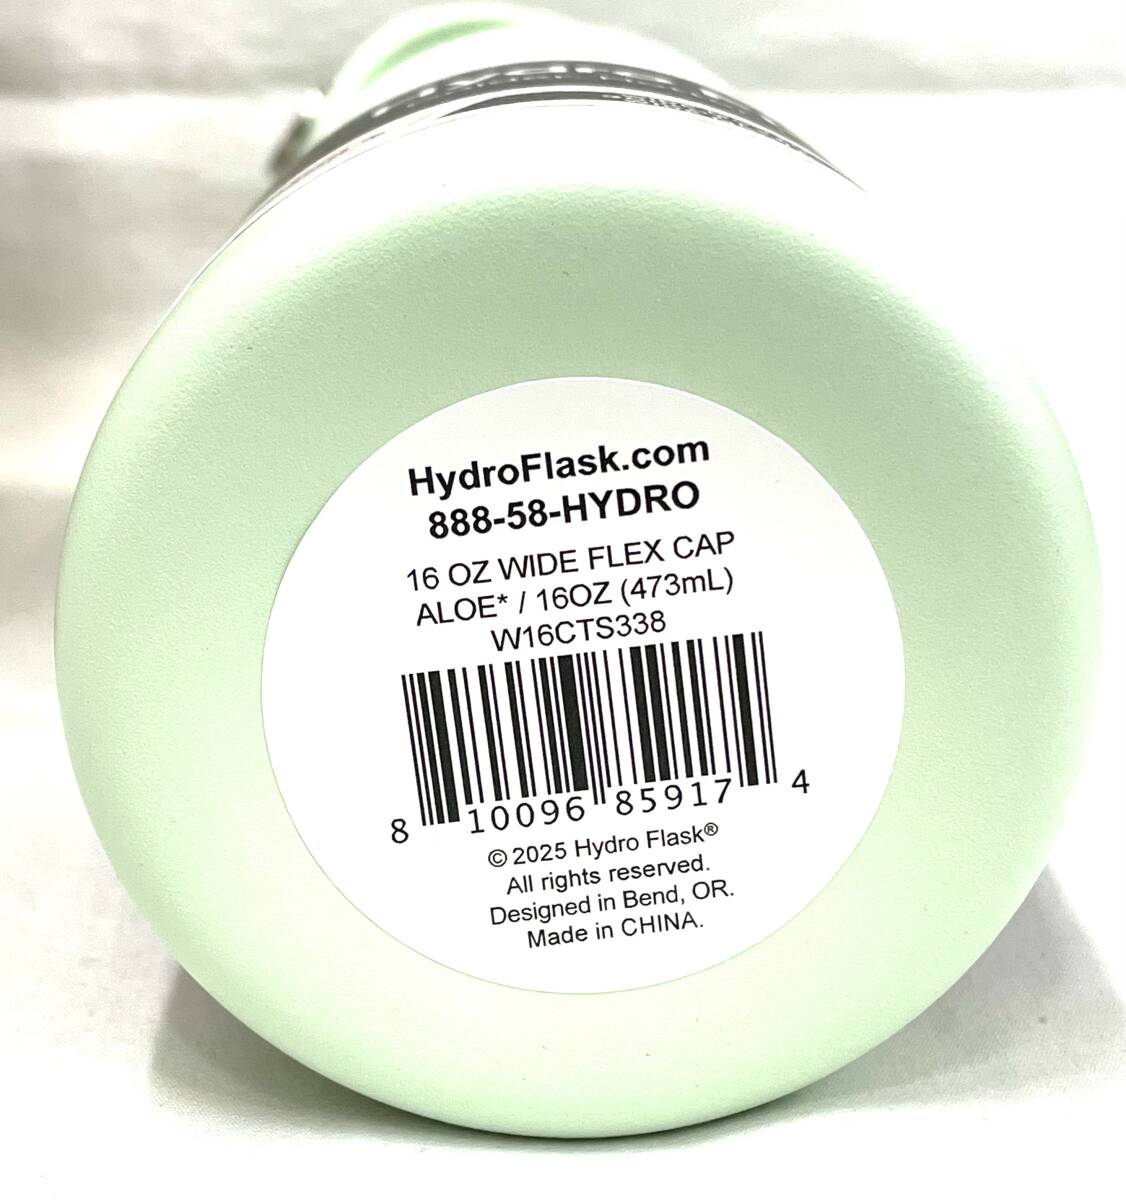 HydroFlask.com
888-58-HYDRO
16 OZ WIDE FLEX CAP
ALOE* / 16OZ (473mL)
W16CTS338
8 10096 85917 4
© 2025 Hydro Flask®
All rights reserved.
Designed in Bend, OR.
Made in CHINA.